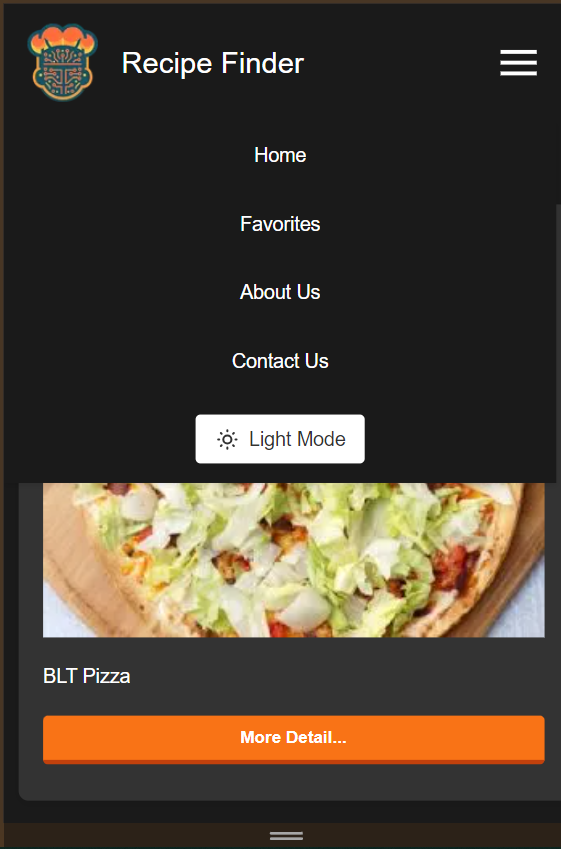 Recipe Finder
Home
Favorites
About Us
Contact Us
Light Mode
BLT Pizza
More Detail...